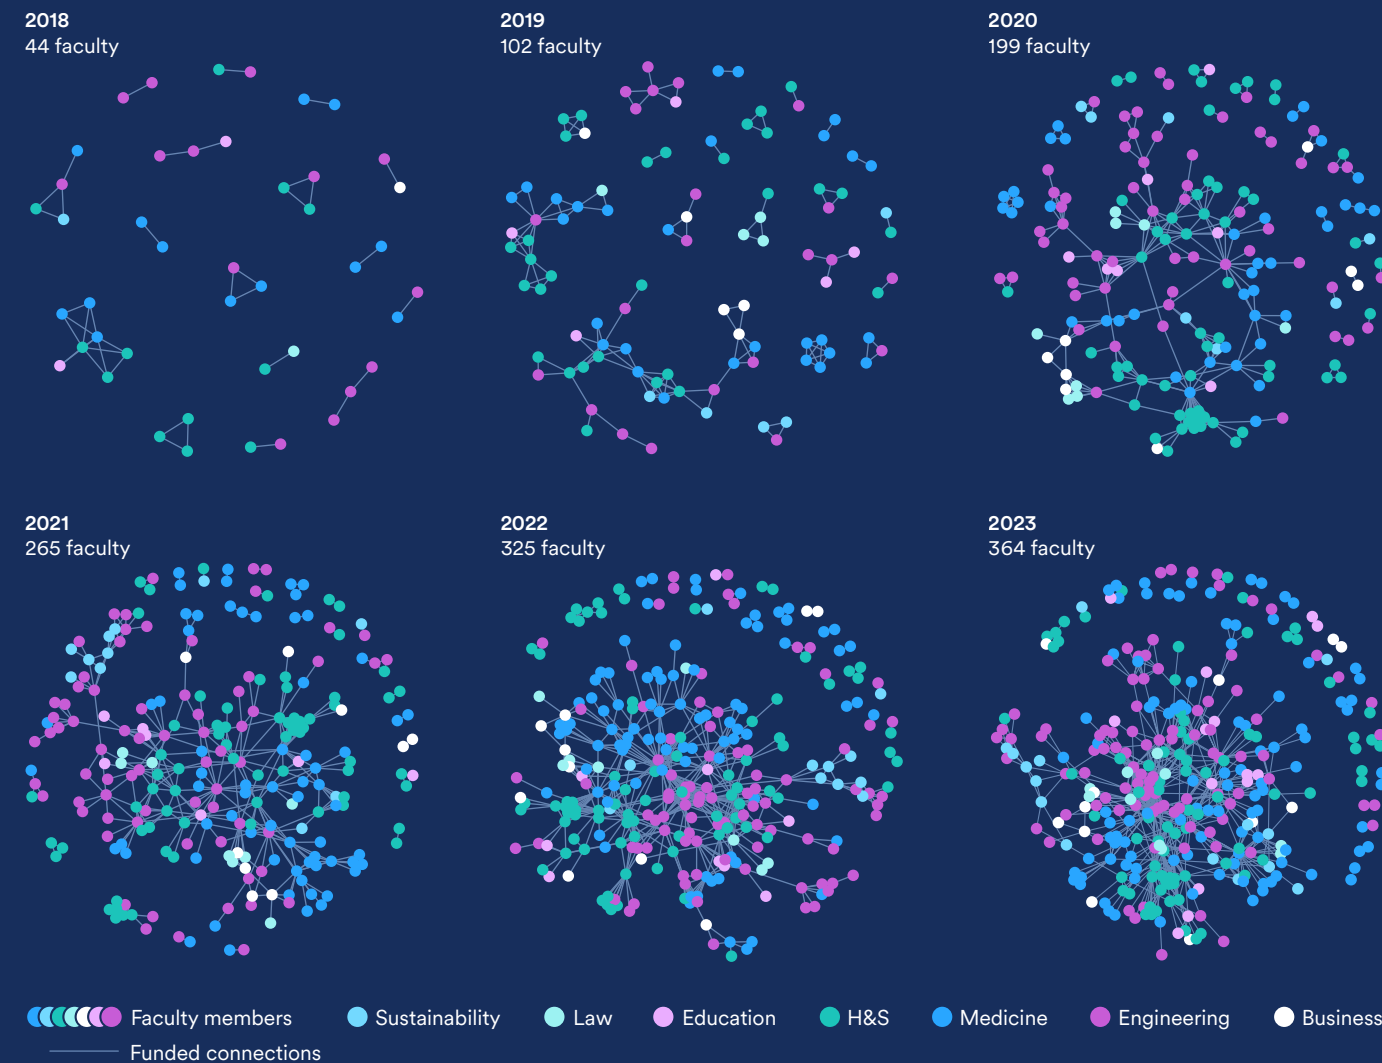 2018
44 faculty
2019
102 faculty
2020
199 faculty
2021
265 faculty
2022
325 faculty
2023
364 faculty
Faculty members
Sustainability
Law
Education
H&S
Medicine
Engineering
Business
Funded connections